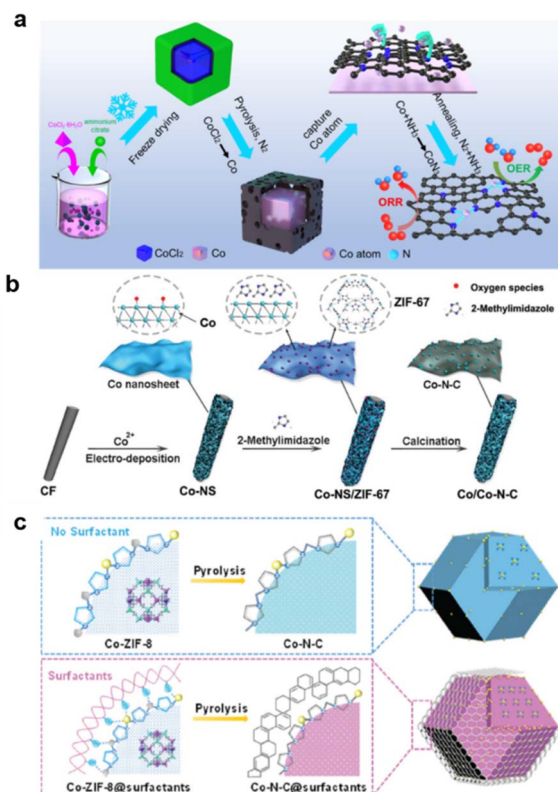 a
CoCl₂·6H₂O
ammonium
citrate
Freeze drying
Pyrolysis, N₂
CoCl₂
Co
capture
Co atom
Annealing, N₂+NH₃
Co+NH₃
ORR
OER
CoCl₂
Co
Co atom
N
b
Oxygen species
2-Methylimidazole
Co
ZIF-67
Co nanosheet
Co-N-C
Co²⁺
Electro-deposition
2-Methylimidazole
Calcination
CF
Co-NS
Co-NS/ZIF-67
Co/Co-N-C
c
No Surfactant
Pyrolysis
Co-ZIF-8
Co-N-C
Surfactants
Pyrolysis
Co-ZIF-8@surfactants
Co-N-C@surfactants